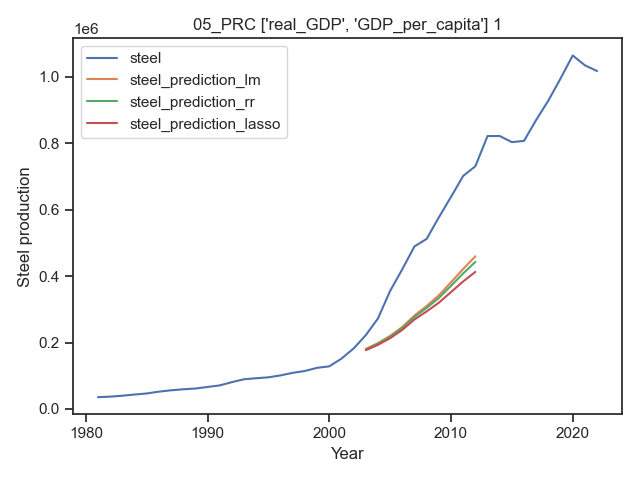 05_PRC ['real_GDP', 'GDP_per_capita'] 1
1e6
steel
steel_prediction_lm
steel_prediction_rr
steel_prediction_lasso
1.0
0.8
0.6
0.4
0.2
0.0
Steel production
1980
1990
2000
2010
2020
Year